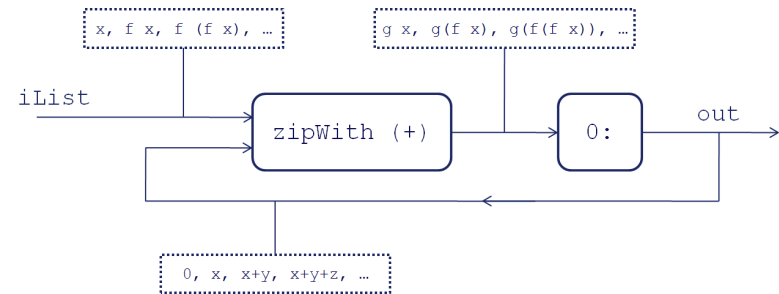 x, f x, f (f x), …
g x, g(f x), g(f(f x)), …
iList
zipWith (+)
0:
out
0, x, x+y, x+y+z, …